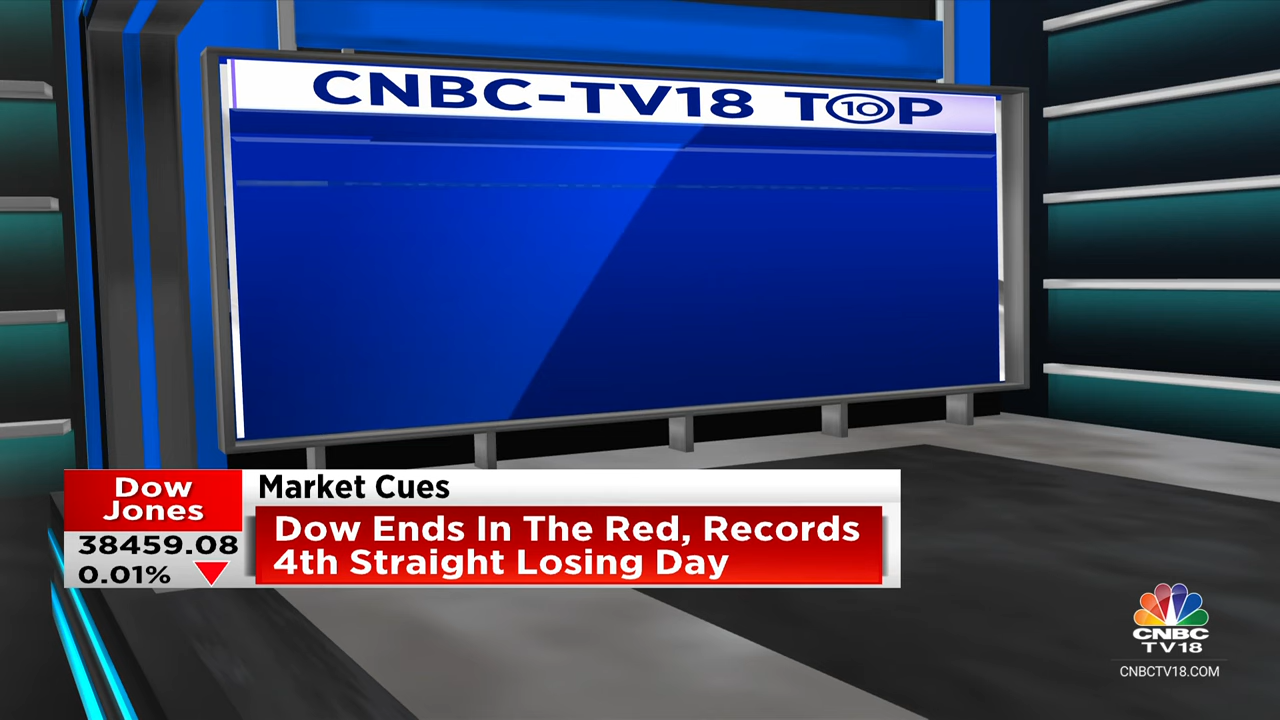 CNBC-TV18 TOP 10
Dow
Jones
38459.08
0.01%
Market Cues
Dow Ends In The Red, Records
4th Straight Losing Day
CNBC
TV18
CNBCTV18.COM